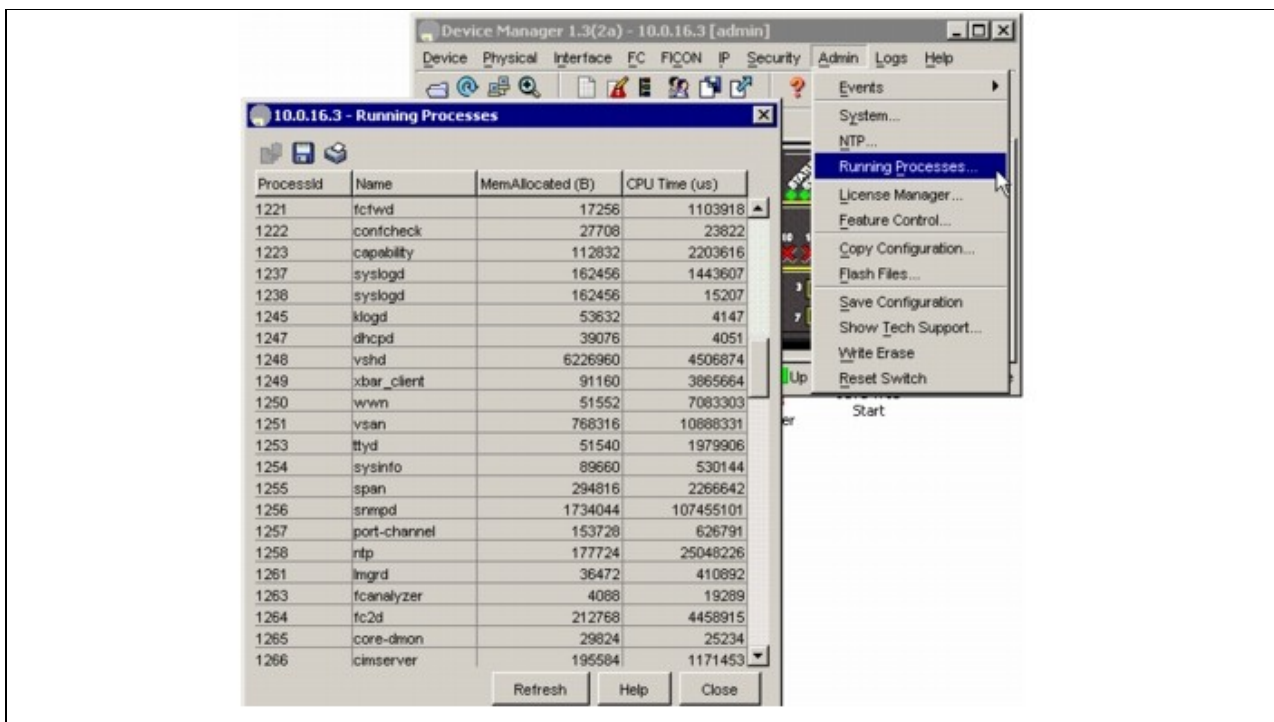 Device Manager 1.3(2a) - 10.0.16.3 [admin]
Device Physical Interface FC FICON IP Security Admin Logs Help
Events
System...
NTP...
Running Processes...
License Manager...
Feature Control...
Copy Configuration...
Flash Files...
Save Configuration
Show Tech Support...
Write Erase
Reset Switch
Up
Start
10.0.16.3 - Running Processes
ProcessId Name MemAllocated (B) CPU Time (us)
1221 fcfwd 17256 1103918
1222 confcheck 27708 23822
1223 capability 112832 2203616
1237 syslogd 162456 1443607
1238 syslogd 162456 15207
1245 klogd 53632 4147
1247 dhcpd 39076 4051
1248 vshd 6226960 4506874
1249 xbar_client 91160 3865664
1250 wwn 51552 7083303
1251 vsan 768316 10888331
1253 ttyd 51540 1979906
1254 sysinfo 89660 530144
1255 span 294816 2266642
1256 snmpd 1734044 107455101
1257 port-channel 153728 626791
1258 ntp 177724 25048226
1261 lmgrd 36472 410892
1263 fcanalyzer 4088 19289
1264 fc2d 212768 4458915
1265 core-dmon 29824 25234
1266 cimserver 195584 1171453
Refresh Help Close